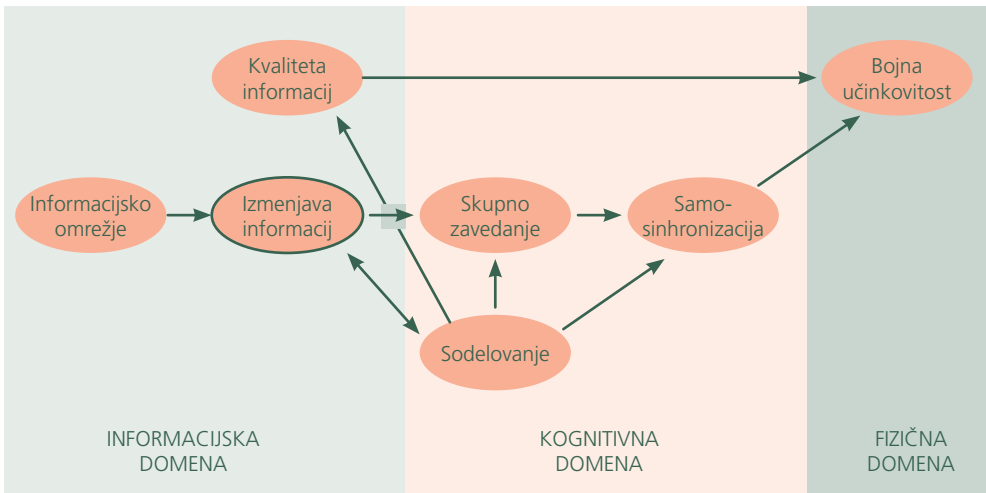 Kvaliteta
informacij
Bojna
učinkovitost
Informacijsko
omrežje
Izmenjava
informacij
Skupno
zavedanje
Samo-
sinhronizacija
Sodelovanje
INFORMACIJSKA
DOMENA
KOGNITIVNA
DOMENA
FIZIČNA
DOMENA